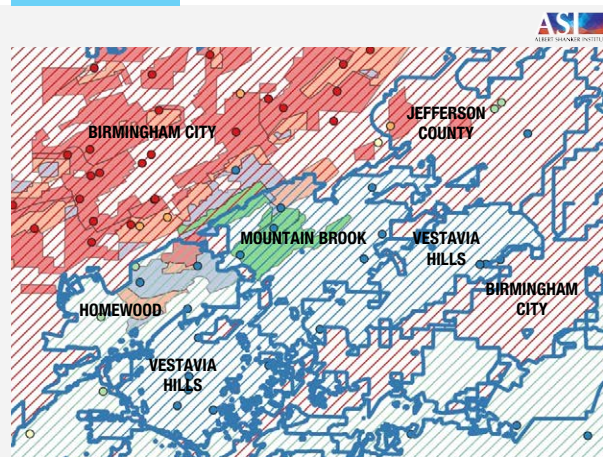 ASI
ALBERT SHANKER INSTITUTE
JEFFERSON
COUNTY
BIRMINGHAM CITY
MOUNTAIN BROOK
VESTAVIA
HILLS
BIRMINGHAM
CITY
HOMEWOOD
VESTAVIA
HILLS